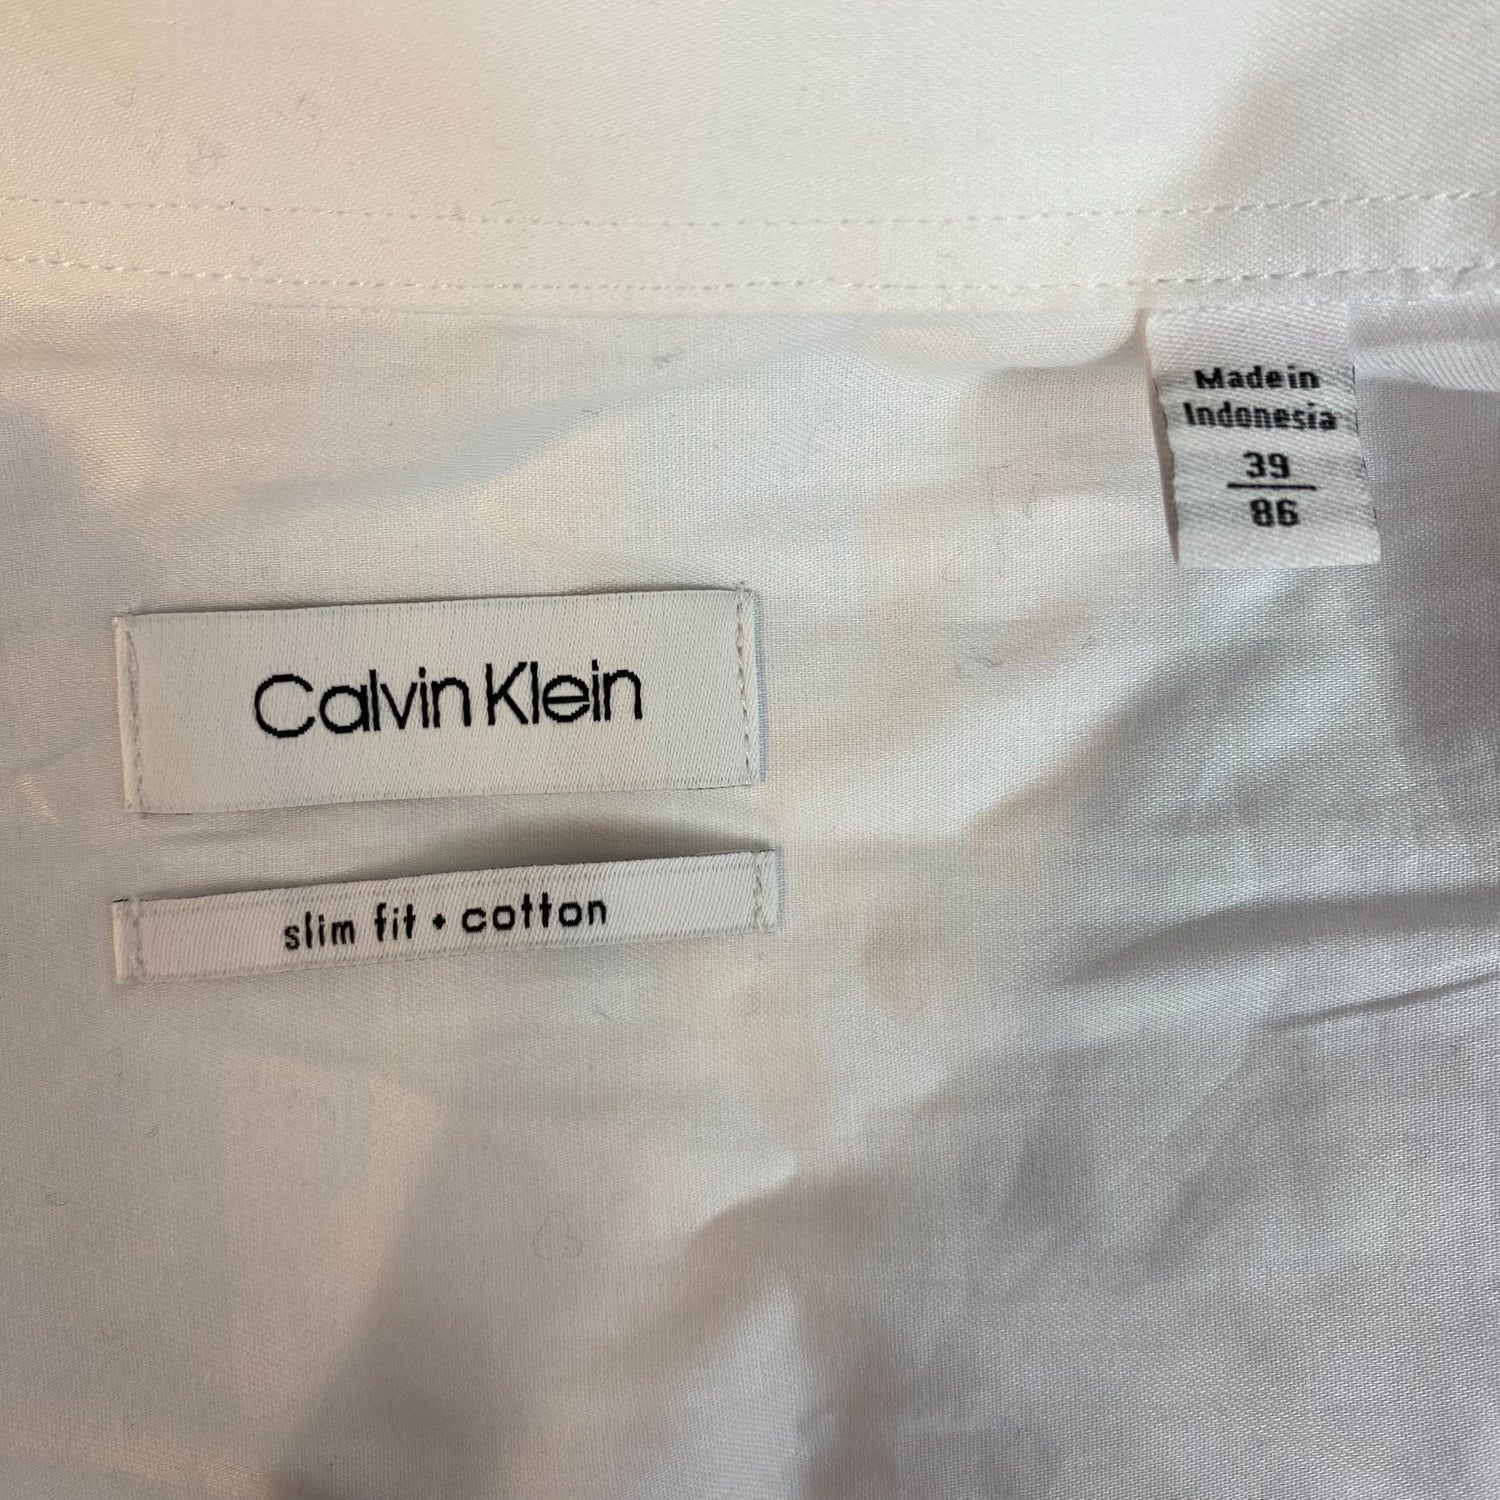 Made in
Indonesia
39
86
Calvin Klein
slim fit • cotton